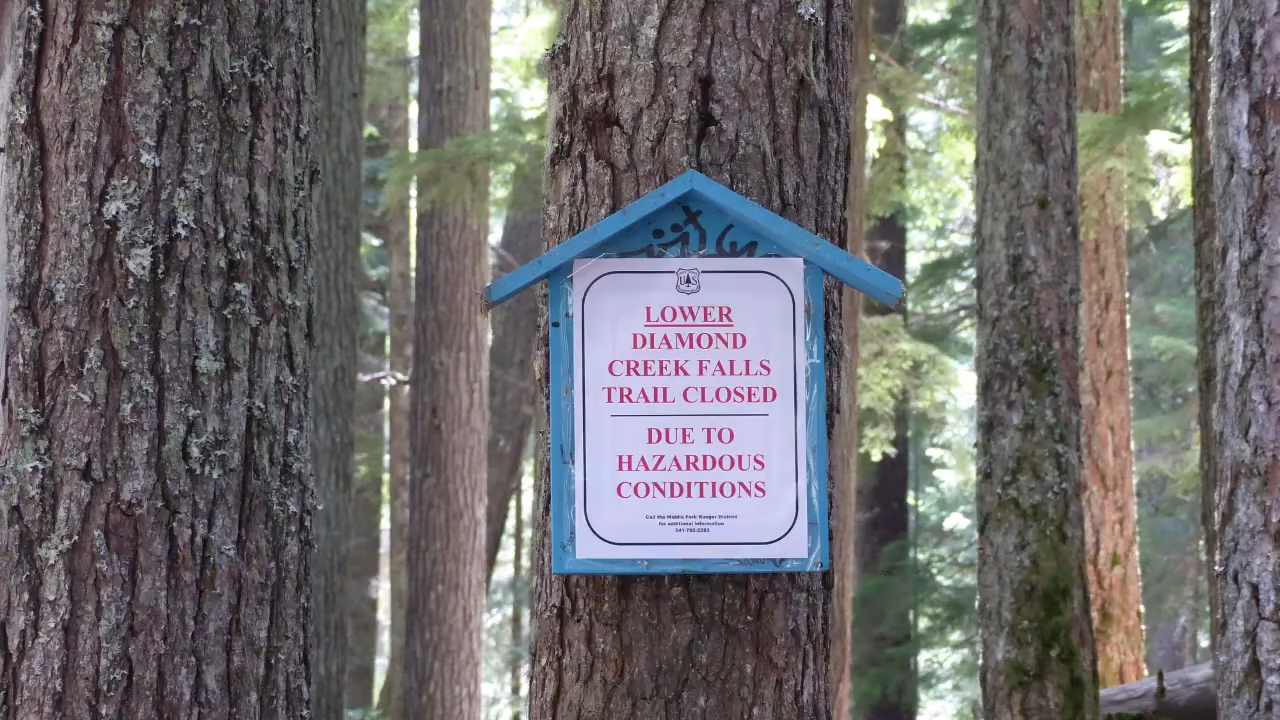 US
LOWER
DIAMOND
CREEK FALLS
TRAIL CLOSED
DUE TO
HAZARDOUS
CONDITIONS
Call the Middle Fork Ranger District
for additional information
541-782-2283